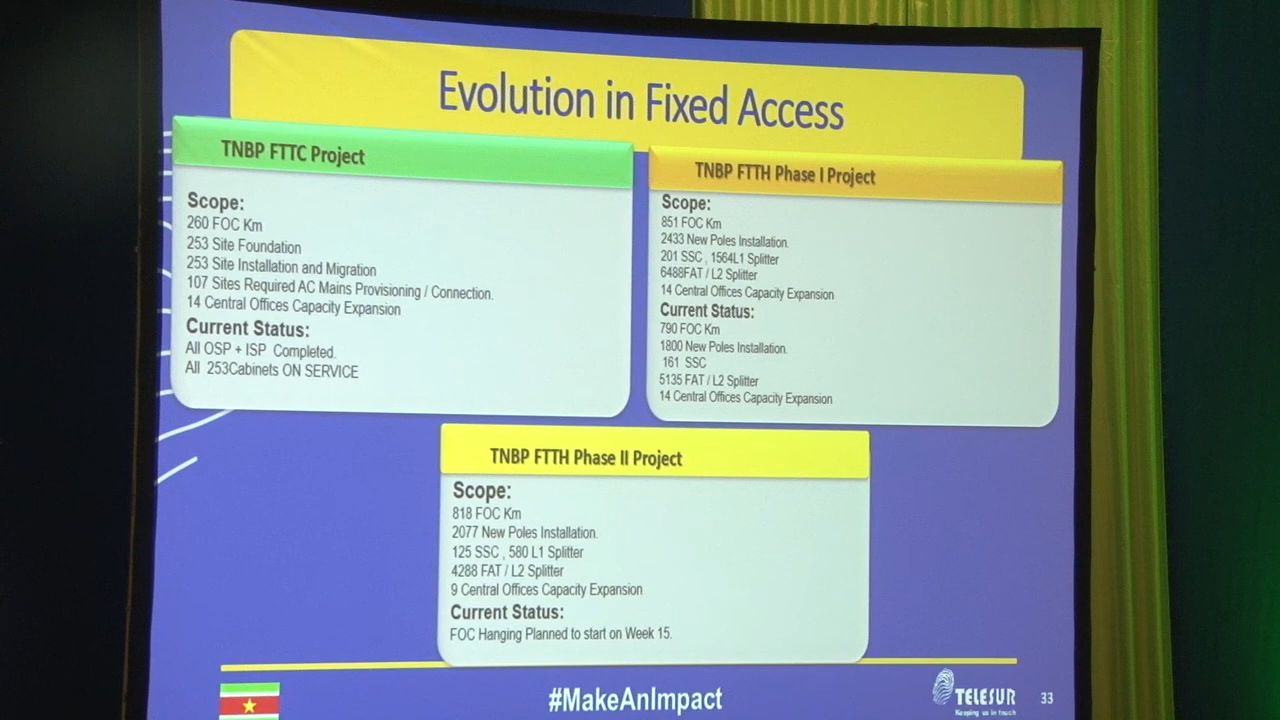 Evolution in Fixed Access
TNBP FTTC Project
Scope:
260 FOC Km
253 Site Foundation
253 Site Installation and Migration
107 Sites Required AC Mains Provisioning / Connection.
14 Central Offices Capacity Expansion
Current Status:
All OSP + ISP Completed.
All 253Cabinets ON SERVICE
TNBP FTTH Phase I Project
Scope:
851 FOC Km
2433 New Poles Installation.
201 SSC , 1564L1 Splitter
6488FAT / L2 Splitter
14 Central Offices Capacity Expansion
Current Status:
790 FOC Km
1800 New Poles Installation.
161 SSC
5135 FAT / L2 Splitter
14 Central Offices Capacity Expansion
TNBP FTTH Phase II Project
Scope:
818 FOC Km
2077 New Poles Installation.
125 SSC , 580 L1 Splitter
4288 FAT / L2 Splitter
9 Central Offices Capacity Expansion
Current Status:
FOC Hanging Planned to start on Week 15.
#MakeAnImpact
TELESUR
Keeping us in touch
33